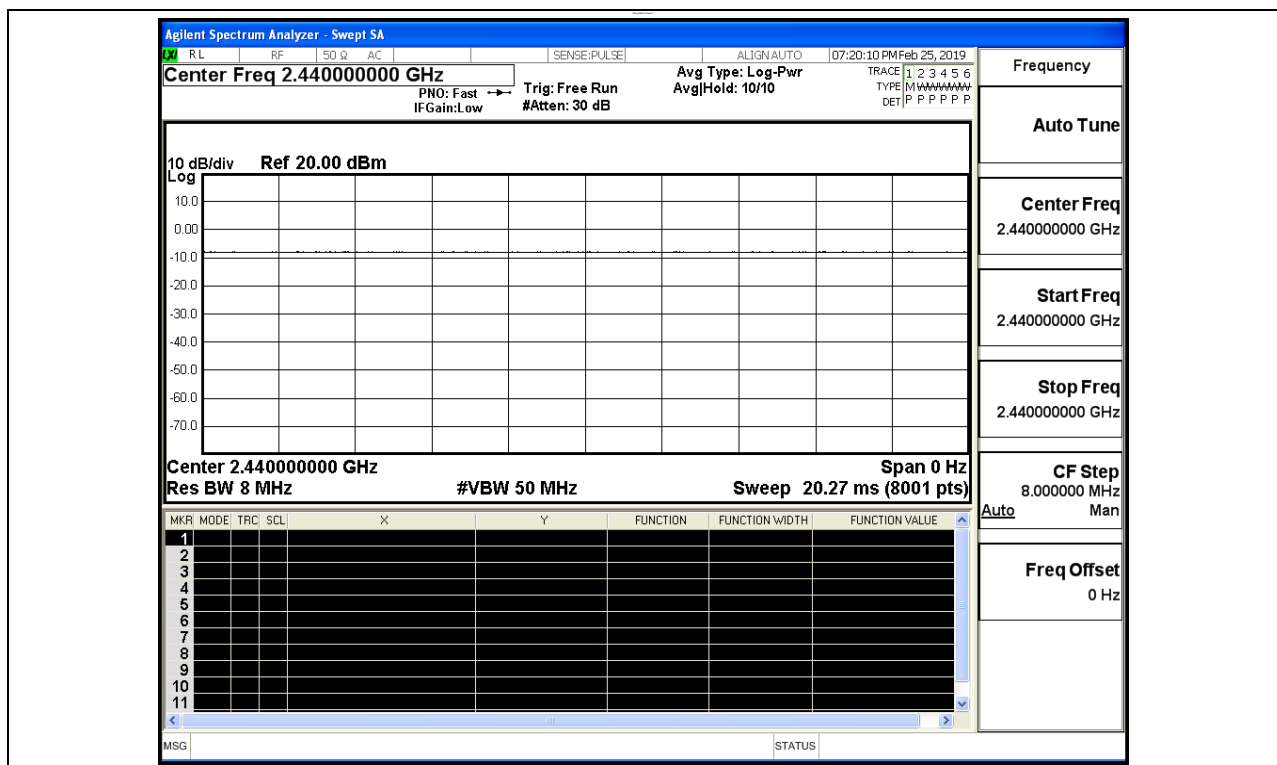 Agilent Spectrum Analyzer - Swept SA
LXI RL RF 50 Ω AC SENSE:PULSE ALIGN AUTO 07:20:10 PM Feb 25, 2019
Center Freq 2.440000000 GHz
PNO: Fast
IFGain:Low
Trig: Free Run
#Atten: 30 dB
Avg Type: Log-Pwr
Avg|Hold: 10/10
TRACE 1 2 3 4 5 6
TYPE M WWWWW
DET P P P P P P
10 dB/div Ref 20.00 dBm
Log
10.0
0.00
-10.0
-20.0
-30.0
-40.0
-50.0
-60.0
-70.0
Center 2.440000000 GHz Span 0 Hz
Res BW 8 MHz #VBW 50 MHz Sweep 20.27 ms (8001 pts)
MKR MODE TRC SCL X Y FUNCTION FUNCTION WIDTH FUNCTION VALUE
1
2
3
4
5
6
7
8
9
10
11
MSG STATUS
Frequency
Auto Tune
Center Freq
2.440000000 GHz
Start Freq
2.440000000 GHz
Stop Freq
2.440000000 GHz
CF Step
8.000000 MHz
Auto Man
Freq Offset
0 Hz